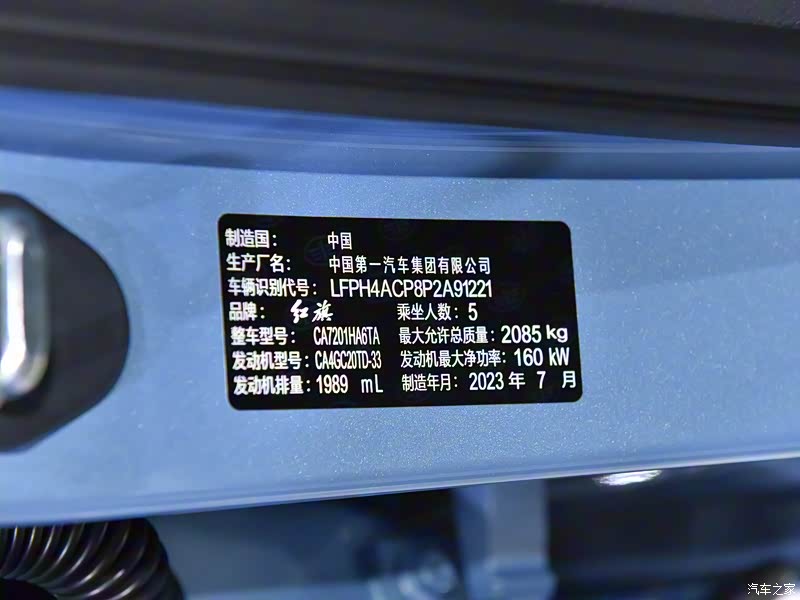 制造国： 中国
生产厂名： 中国第一汽车集团有限公司
车辆识别代号：LFPH4ACP8P2A91221
品牌： 红旗 乘坐人数：5
整车型号： CA7201HA6TA 最大允许总质量：2085 kg
发动机型号：CA4GC20TD-33 发动机最大净功率：160 kW
发动机排量：1989 mL 制造年月：2023 年 7 月
汽车之家